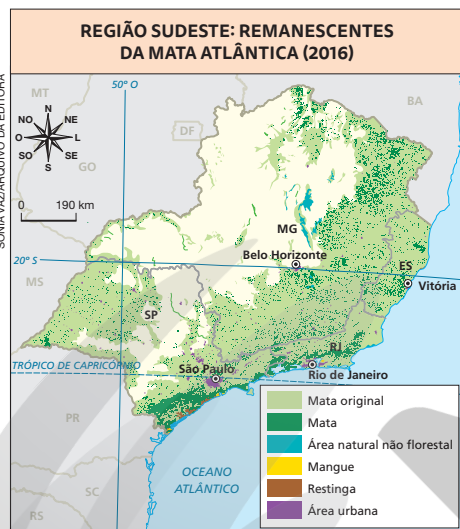 REGIÃO SUDESTE: REMANESCENTES
DA MATA ATLÂNTICA (2016)
SONIA VAZ/ARQUIVO DA EDITORA
50° O
MT
BA
N
NO
NE
O
L
SO
SE
S
DF
GO
0 190 km
MG
Belo Horizonte
20° S
ES
Vitória
MS
SP
RJ
TRÓPICO DE CAPRICÓRNIO
São Paulo
Rio de Janeiro
PR
SC
RS
OCEANO
ATLÂNTICO
Mata original
Mata
Área natural não florestal
Mangue
Restinga
Área urbana